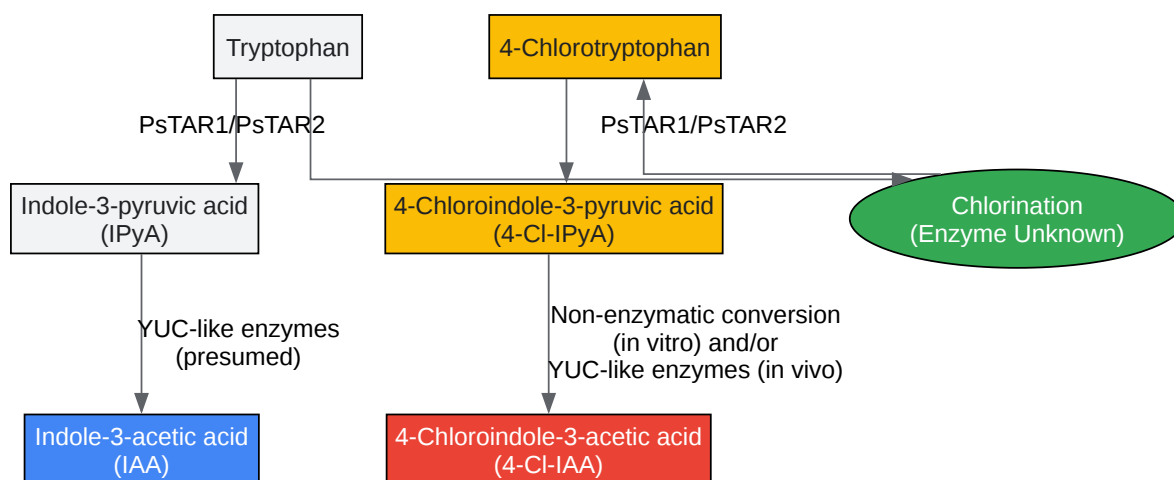 Tryptophan
4-Chlorotryptophan
PsTAR1/PsTAR2
PsTAR1/PsTAR2
Indole-3-pyruvic acid
(IPyA)
4-Chloroindole-3-pyruvic acid
(4-Cl-IPyA)
Chlorination
(Enzyme Unknown)
YUC-like enzymes
(presumed)
Non-enzymatic conversion
(in vitro) and/or
YUC-like enzymes (in vivo)
Indole-3-acetic acid
(IAA)
4-Chloroindole-3-acetic acid
(4-Cl-IAA)